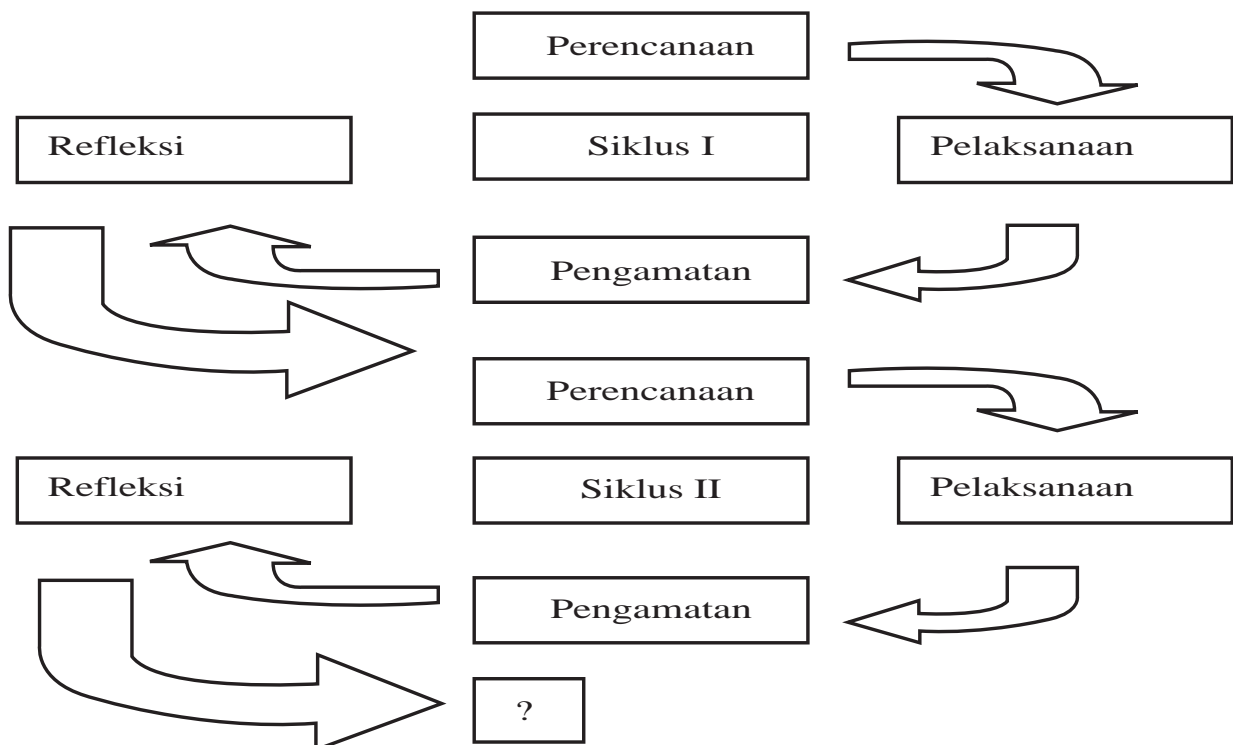 Perencanaan
Refleksi
Siklus I
Pelaksanaan
Pengamatan
Perencanaan
Refleksi
Siklus II
Pelaksanaan
Pengamatan
?